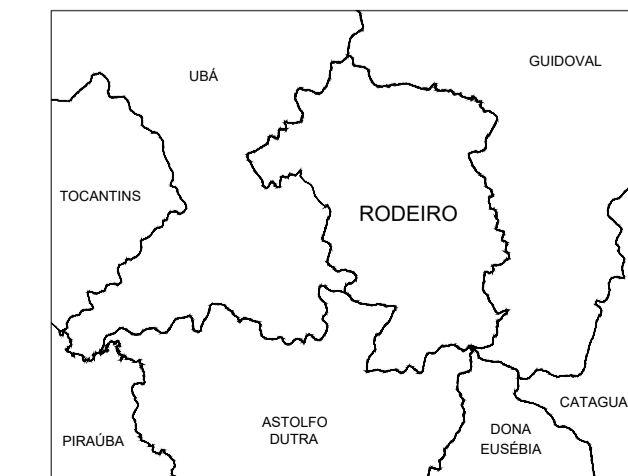 GUIDOVAL
UBÁ
TOCANTINS
RODEIRO
CATAGUA
ASTOLFO
DUTRA
DONA
EUSÉBIA
PIRAÚBA